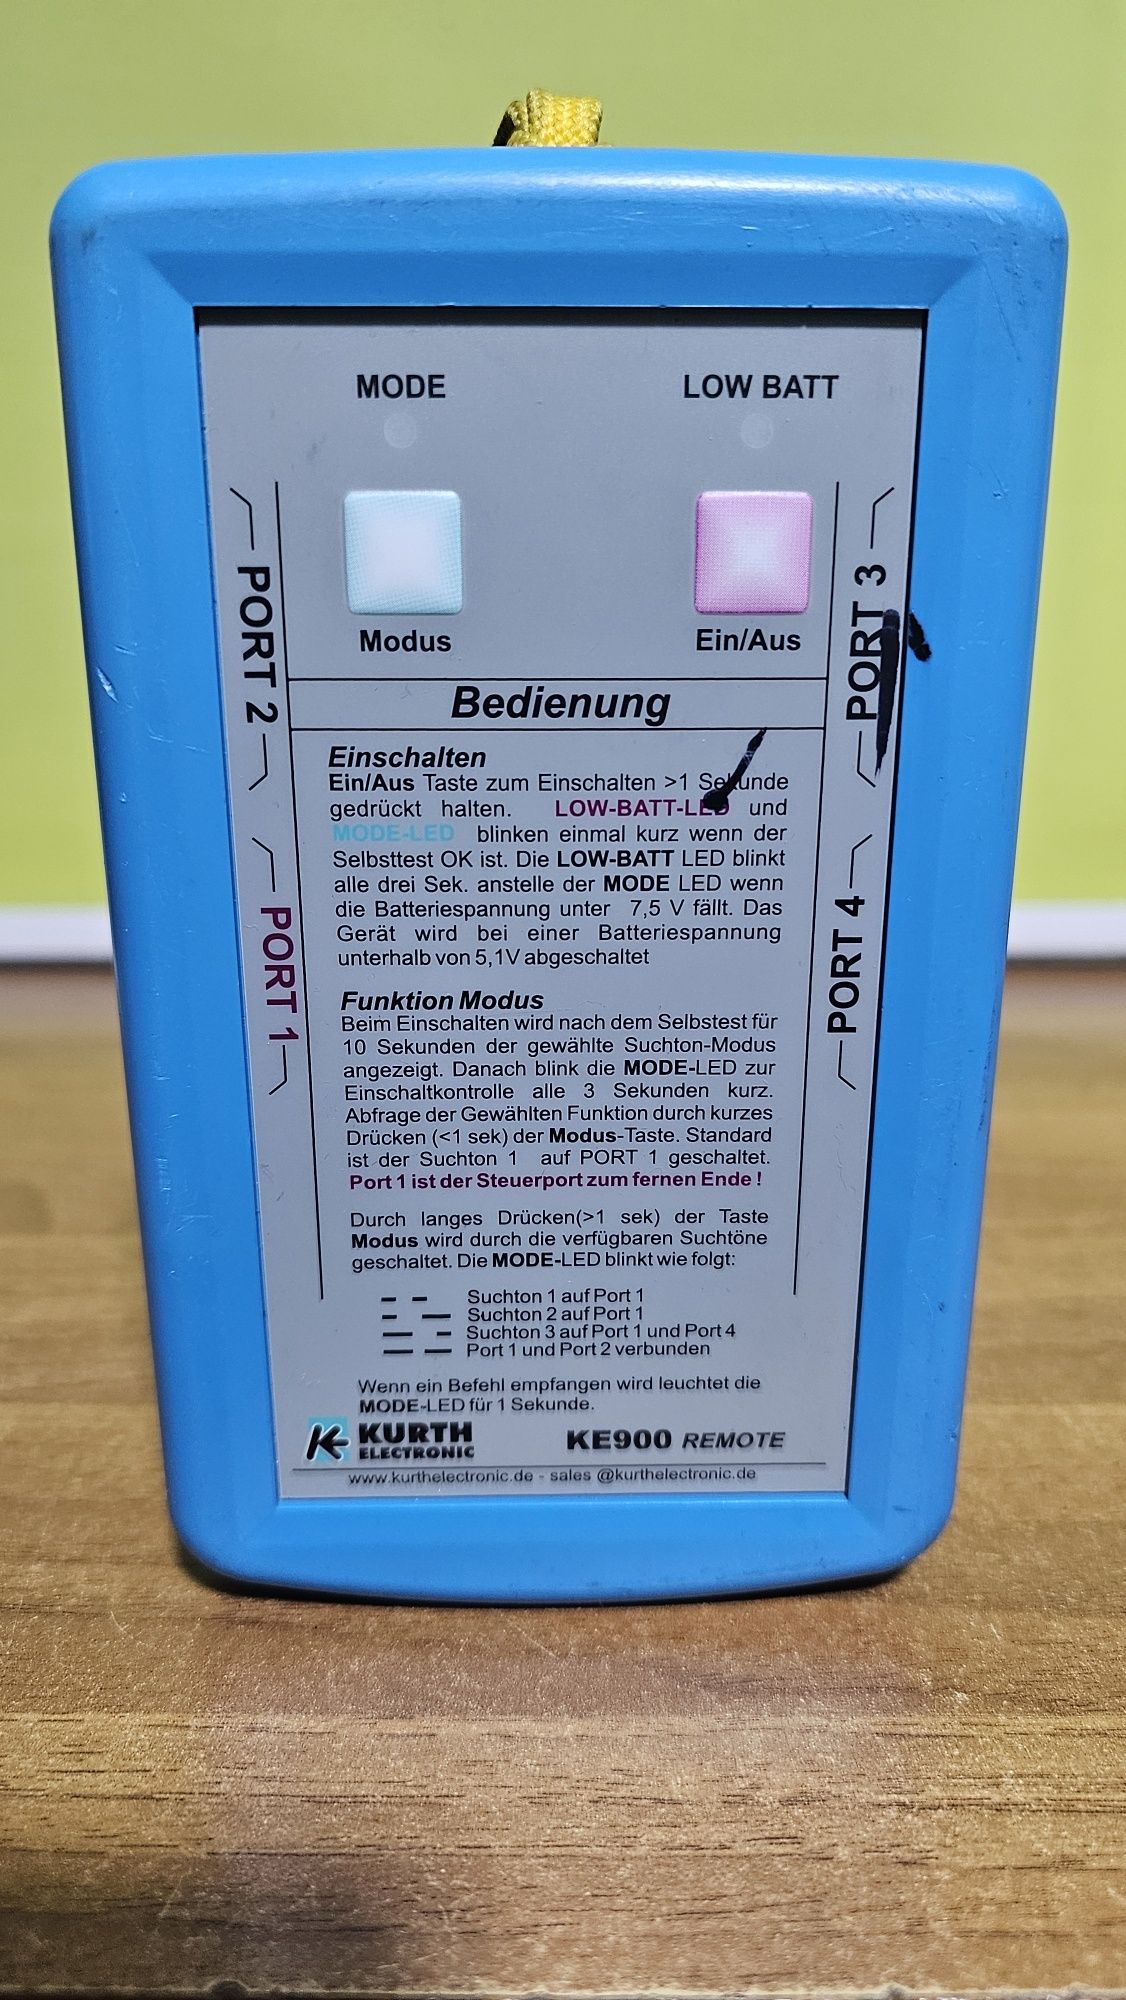 MODE
LOW BATT
Modus
Ein/Aus
PORT 2
PORT 3
PORT 1
PORT 4
Bedienung
Einschalten
Ein/Aus Taste zum Einschalten >1 Sekunde
gedrückt halten. LOW-BATT-LED und
MODE-LED blinken einmal kurz wenn der
Selbsttest OK ist. Die LOW-BATT LED blinkt
alle drei Sek. anstelle der MODE LED wenn
die Batteriespannung unter 7,5 V fällt. Das
Gerät wird bei einer Batteriespannung
unterhalb von 5,1V abgeschaltet
Funktion Modus
Beim Einschalten wird nach dem Selbstest für
10 Sekunden der gewählte Suchton-Modus
angezeigt. Danach blink die MODE-LED zur
Einschaltkontrolle alle 3 Sekunden kurz.
Abfrage der Gewählten Funktion durch kurzes
Drücken (<1 sek) der Modus-Taste. Standard
ist der Suchton 1 auf PORT 1 geschaltet.
Port 1 ist der Steuerport zum fernen Ende !
Durch langes Drücken(>1 sek) der Taste
Modus wird durch die verfügbaren Suchtöne
geschaltet. Die MODE-LED blinkt wie folgt:
Suchton 1 auf Port 1
Suchton 2 auf Port 1
Suchton 3 auf Port 1 und Port 4
Port 1 und Port 2 verbunden
Wenn ein Befehl empfangen wird leuchtet die
MODE-LED für 1 Sekunde.
KURTH
ELECTRONIC
KE900 REMOTE
www.kurthelectronic.de - sales @kurthelectronic.de